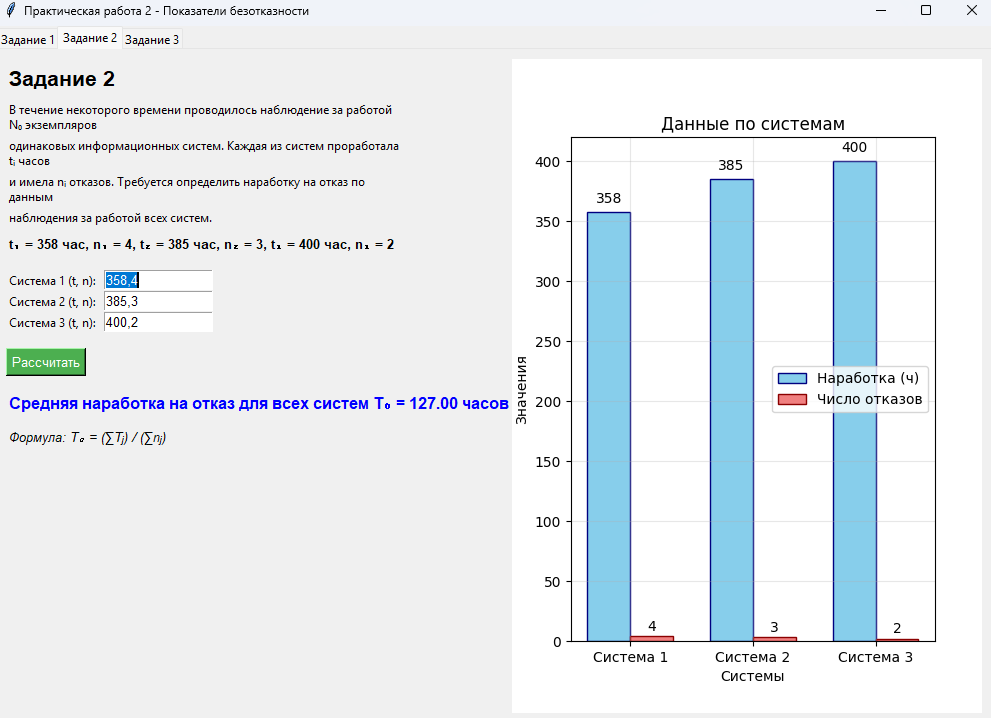 Практическая работа 2 - Показатели безотказности
Задание 1 Задание 2 Задание 3
Задание 2
В течение некоторого времени проводилось наблюдение за работой
N₀ экземпляров
одинаковых информационных систем. Каждая из систем проработала
tᵢ часов
и имела nᵢ отказов. Требуется определить наработку на отказ по
данным
наблюдения за работой всех систем.
t₁ = 358 час, n₁ = 4, t₂ = 385 час, n₂ = 3, t₃ = 400 час, n₃ = 2
Система 1 (t, n): 358,4
Система 2 (t, n): 385,3
Система 3 (t, n): 400,2
Рассчитать
Средняя наработка на отказ для всех систем T₀ = 127.00 часов
Формула: T₀ = (∑Tⱼ) / (∑nⱼ)
Данные по системам
Значения
400
350
300
250
200
150
100
50
0
358
385
400
4
3
2
Наработка (ч)
Число отказов
Система 1 Система 2 Система 3
Системы